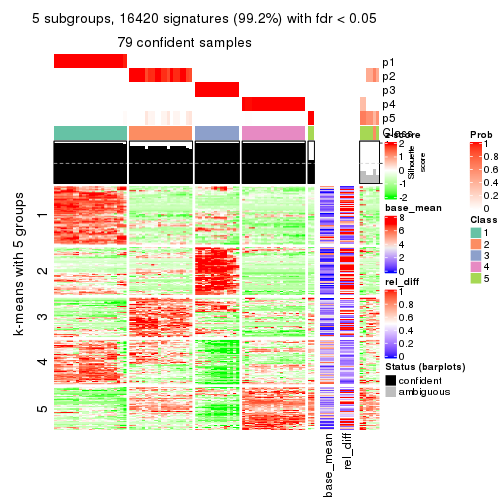 5 subgroups, 16420 signatures (99.2%) with fdr < 0.05
79 confident samples
p1
p2
p3
p4
p5
Class
Silhouette
score
k-means with 5 groups
1
2
3
4
5
base_mean
rel_diff
z-score
2
1
0
-1
-2
base_mean
8
6
4
2
0
rel_diff
1
0.8
0.6
0.4
0.2
0
Status (barplots)
confident
ambiguous
Prob
1
0.8
0.6
0.4
0.2
0
Class
1
2
3
4
5